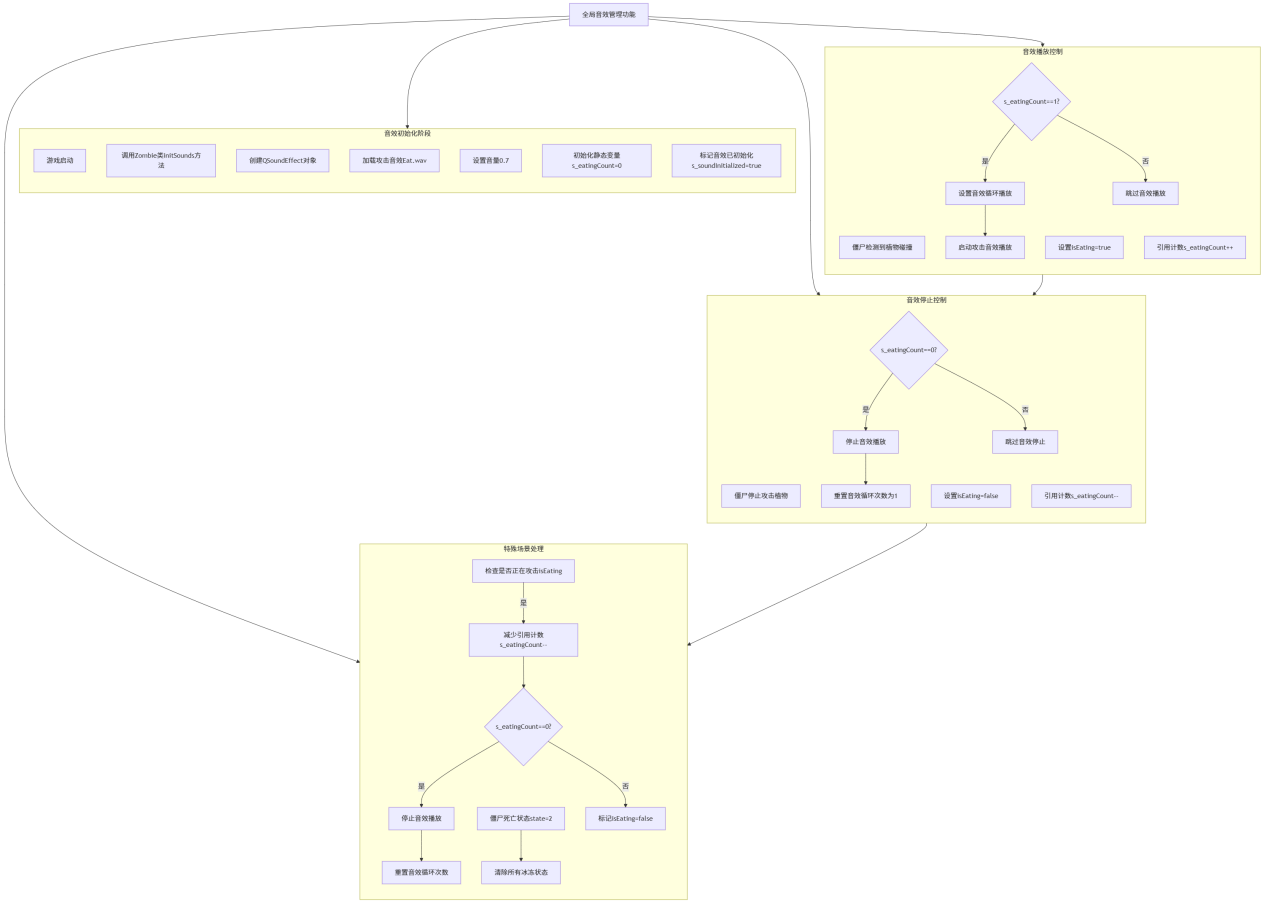 全局音效管理功能
音效播放控制
s_eatingCount==1?
是
否
设置音效循环播放
跳过音效播放
僵尸检测到植物碰撞
启动攻击音效播放
设置isEating=true
引用计数s_eatingCount++
音效初始化阶段
游戏启动
调用Zombie类InitSounds方
法
创建QSoundEffect对象
加载攻击音效Eat.wav
设置音量0.7
初始化静态变量
s_eatingCount=0
标记音效已初始化
s_soundInitialized=true
音效停止控制
s_eatingCount==0?
是
否
停止音效播放
跳过音效停止
僵尸停止攻击植物
重置音效循环次数为1
设置isEating=false
引用计数s_eatingCount--
特殊场景处理
检查是否正在攻击isEating
是
减少引用计数
s_eatingCount--
s_eatingCount==0?
是
否
停止音效播放
僵尸死亡状态state=2
标记isEating=false
重置音效循环次数
清除所有冰冻状态